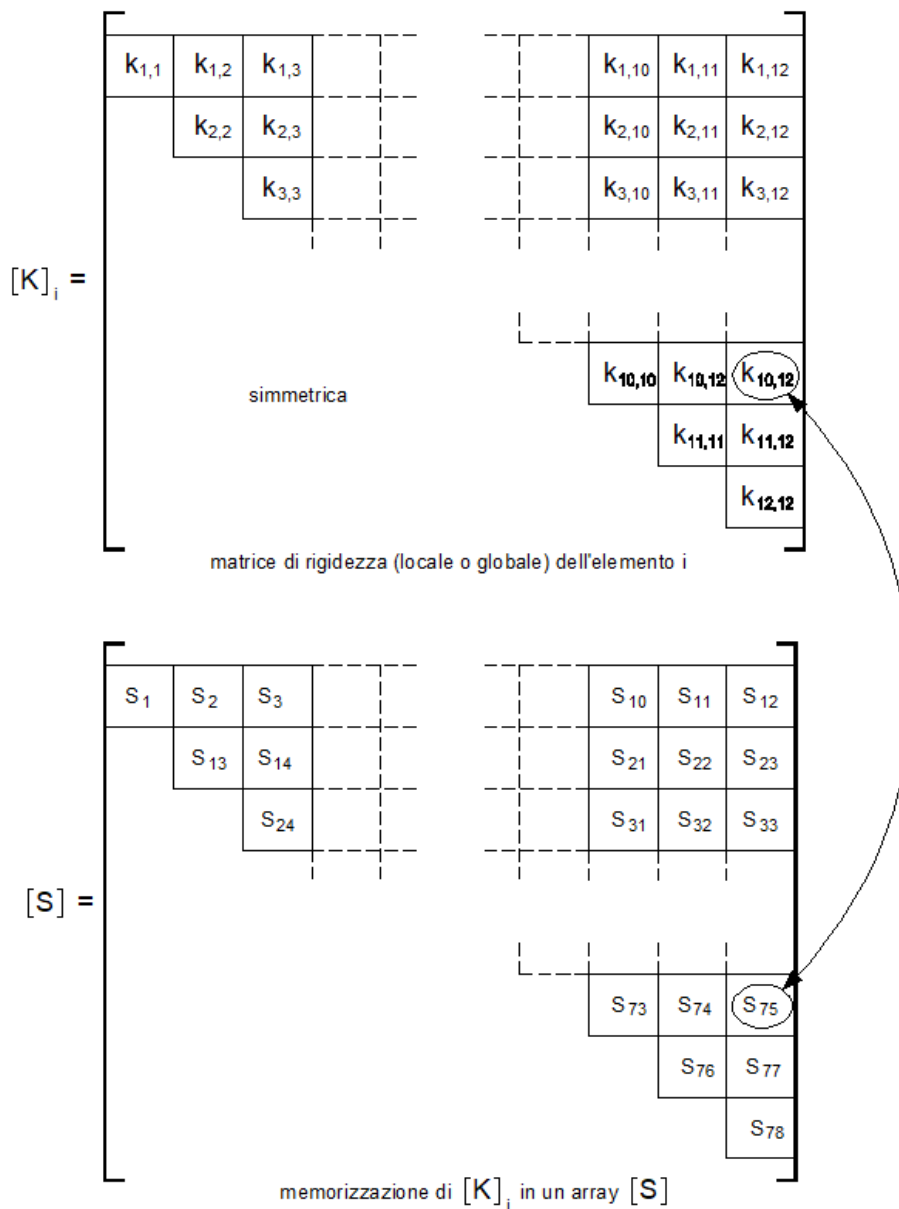 k1,1 k1,2 k1,3 k1,10 k1,11 k1,12
k2,2 k2,3 k2,10 k2,11 k2,12
k3,3 k3,10 k3,11 k3,12
[K]i =
k10,10 k10,12 k10,12
simmetrica
k11,11 k11,12
k12,12
matrice di rigidezza (locale o globale) dell'elemento i
S1 S2 S3 S10 S11 S12
S13 S14 S21 S22 S23
S24 S31 S32 S33
[S] =
S73 S74 S75
S76 S77
S78
memorizzazione di [K]i in un array [S]